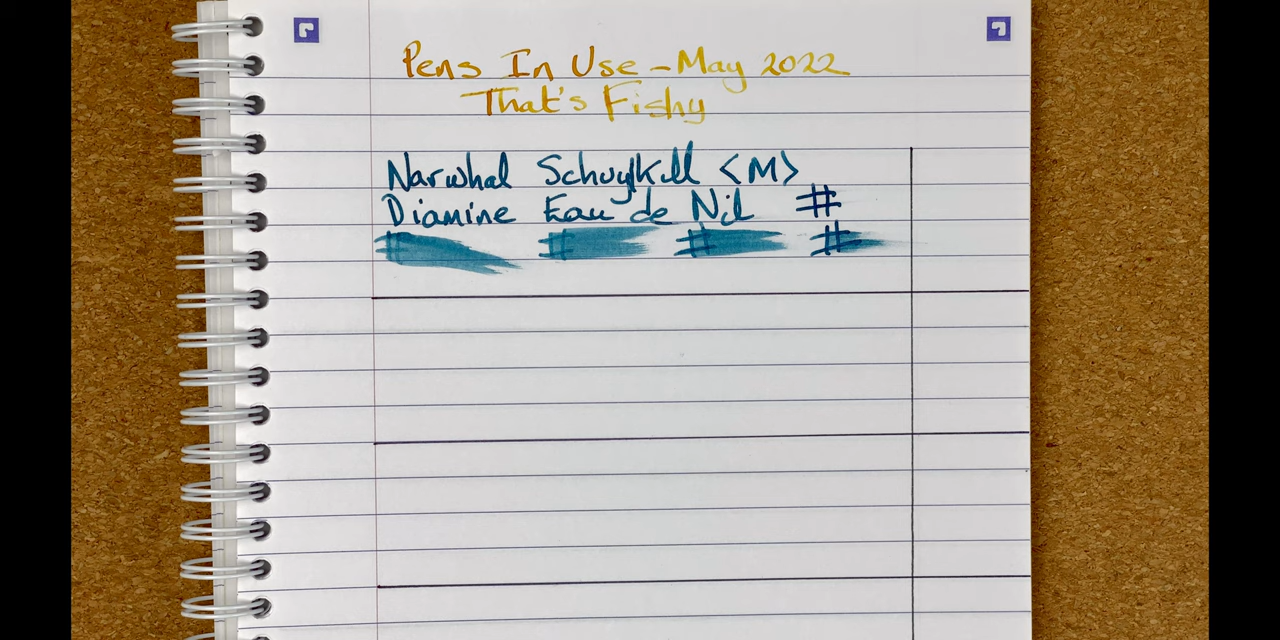 Pens In Use - May 2022
That's Fishy
Narwhal Schuylkill <M>
Diamine Eau de Nil #
# # # #